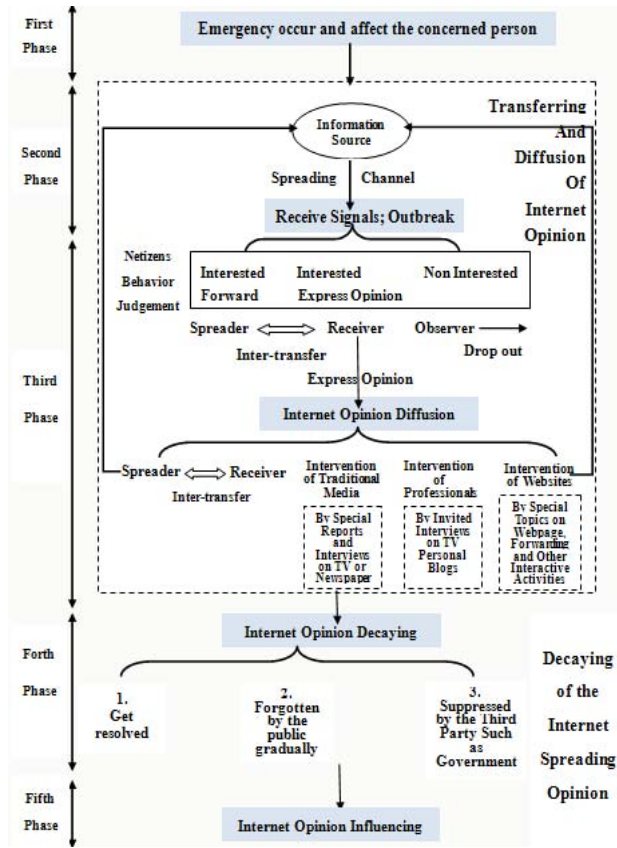 First
Phase
Emergency occur and affect the concerned person
Second
Phase
Information
Source
Transferring
And
Diffusion
Of
Internet
Opinion
Spreading Channel
Receive Signals; Outbreak
Netizens
Behavior
Judgement
Interested
Forward
Interested
Express Opinion
Non Interested
Spreader
Receiver
Observer
Inter-transfer
Drop out
Third
Phase
Express Opinion
Internet Opinion Diffusion
Spreader
Receiver
Inter-transfer
Intervention
of Traditional
Media
Intervention
of
Professionals
Intervention
of Websites
By Special
Reports
and
Interviews
on TV or
Newspaper
By Invited
Interviews
on TV
Personal
Blogs
By Special
Topics on
Webpage,
Forwarding
and Other
Interactive
Activities
Forth
Phase
Internet Opinion Decaying
1.
Get
resolved
2.
Forgotten
by the
public
gradually
3.
Suppressed
by the Third
Party Such
as
Government
Decaying
of the
Internet
Spreading
Opinion
Fifth
Phase
Internet Opinion Influencing